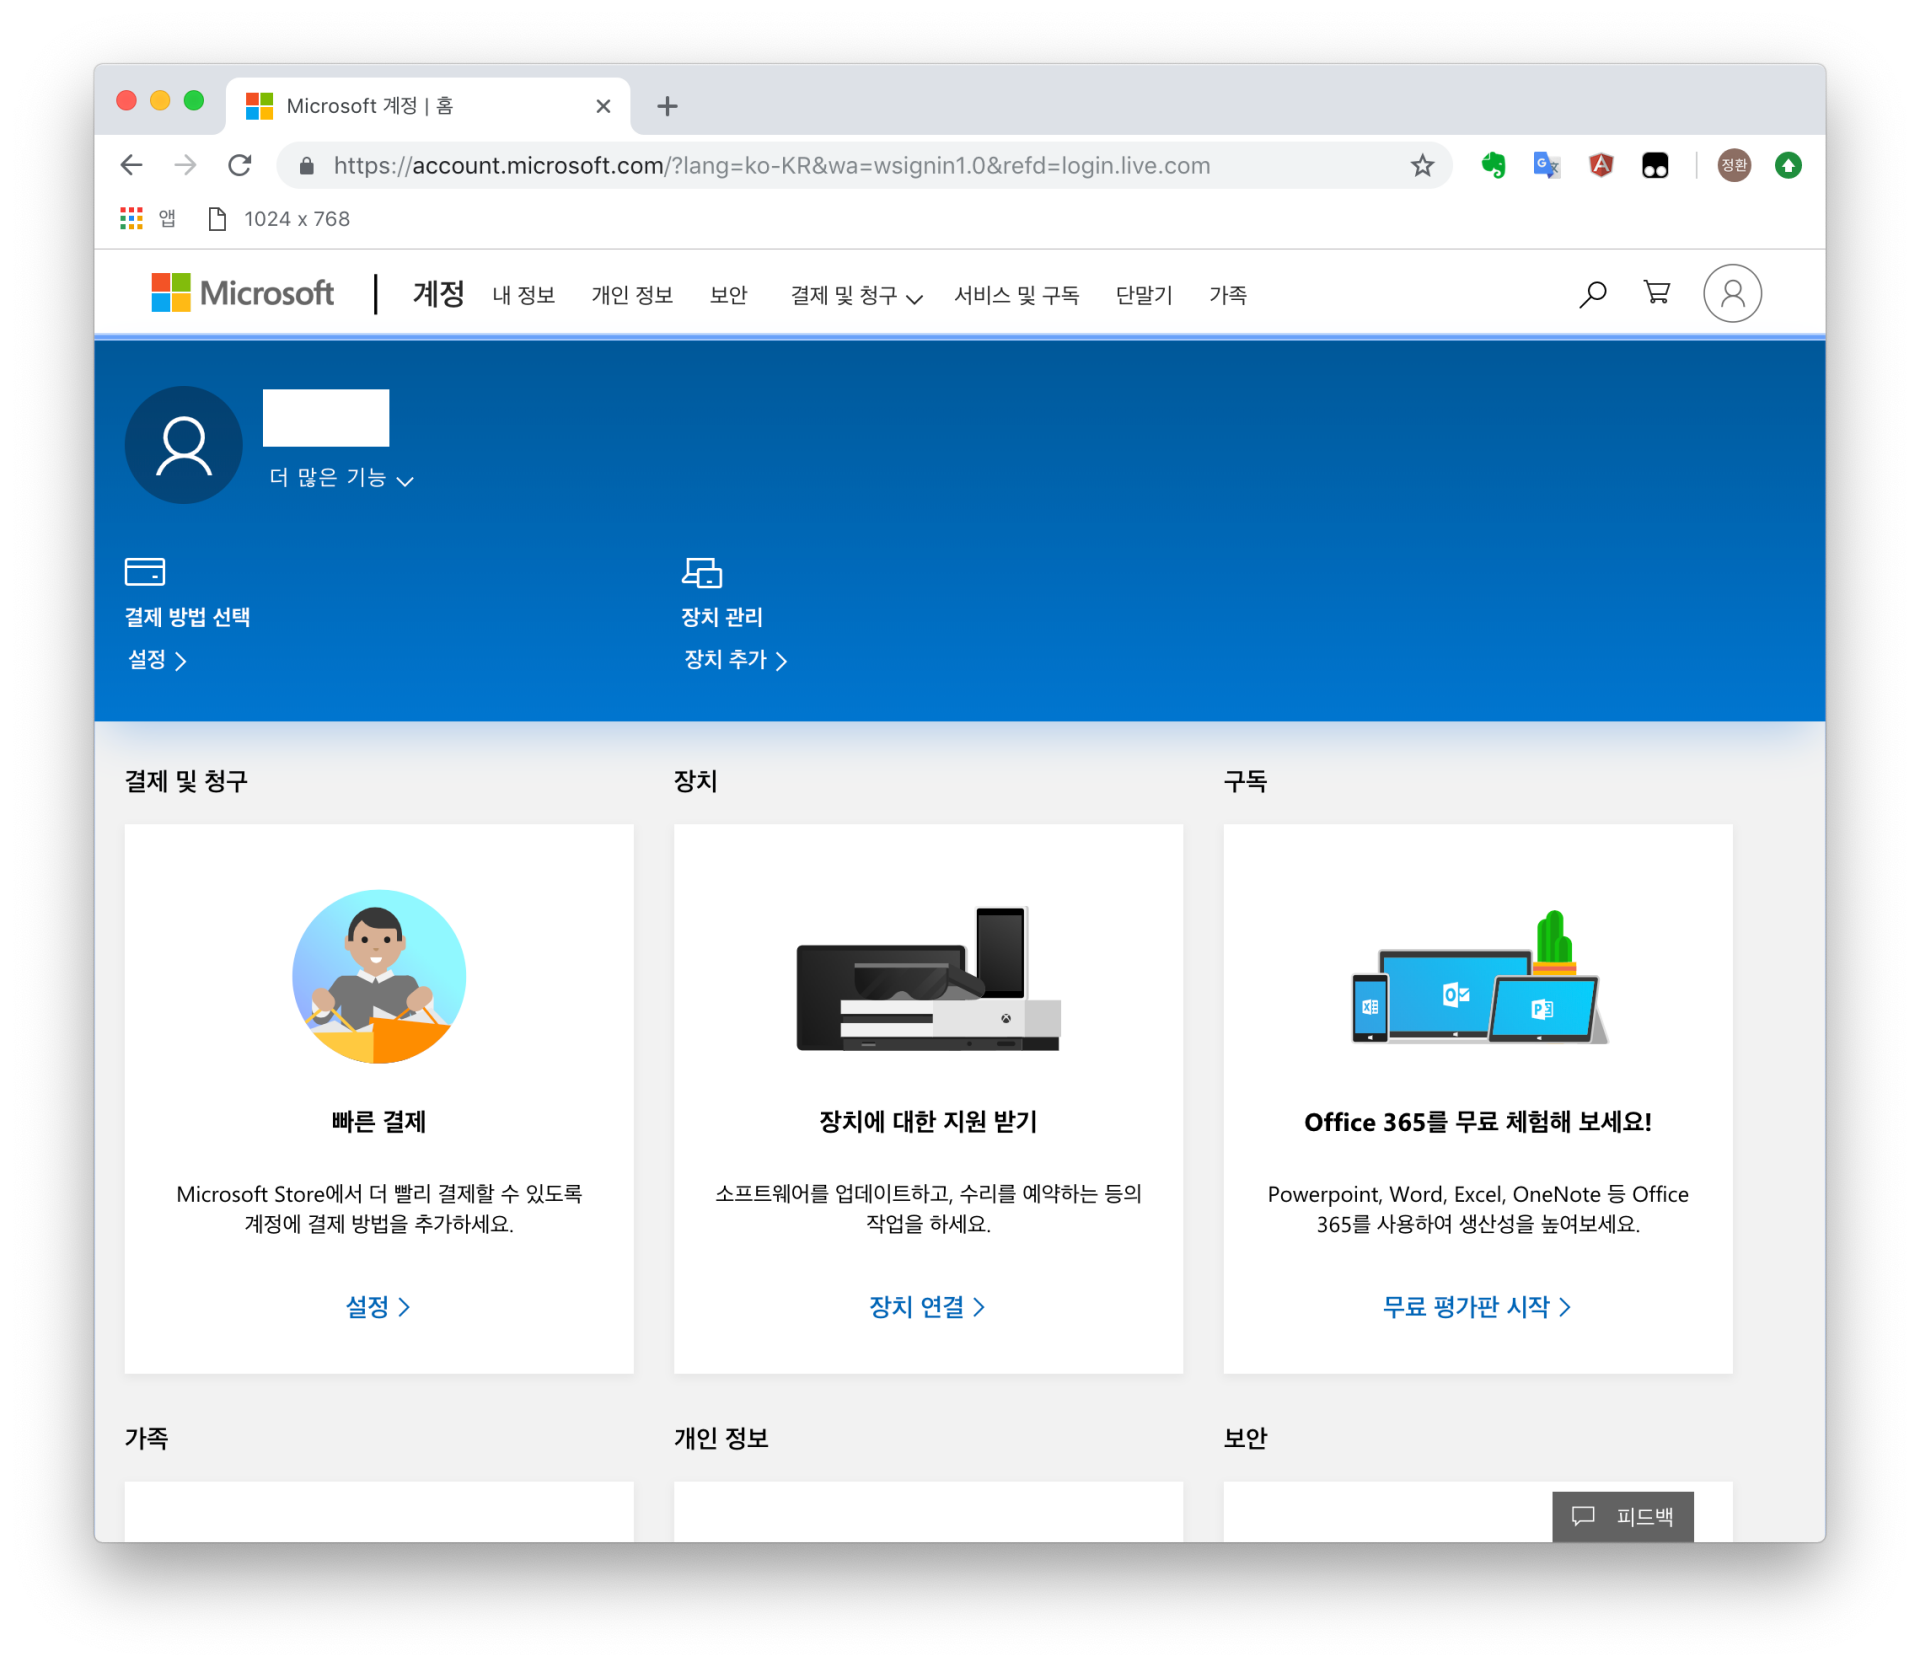 Microsoft 계정 | 홈
https://account.microsoft.com/?lang=ko-KR&wa=wsignin1.0&refd=login.live.com
정환
앱
1024 x 768
Microsoft
계정
내 정보
개인 정보
보안
결제 및 청구
서비스 및 구독
단말기
가족
더 많은 기능
결제 방법 선택
설정
장치 관리
장치 추가
결제 및 청구
빠른 결제
Microsoft Store에서 더 빨리 결제할 수 있도록
계정에 결제 방법을 추가하세요.
설정
장치
장치에 대한 지원 받기
소프트웨어를 업데이트하고, 수리를 예약하는 등의
작업을 하세요.
장치 연결
구독
Office 365를 무료 체험해 보세요!
Powerpoint, Word, Excel, OneNote 등 Office
365를 사용하여 생산성을 높여보세요.
무료 평가판 시작
가족
개인 정보
보안
피드백